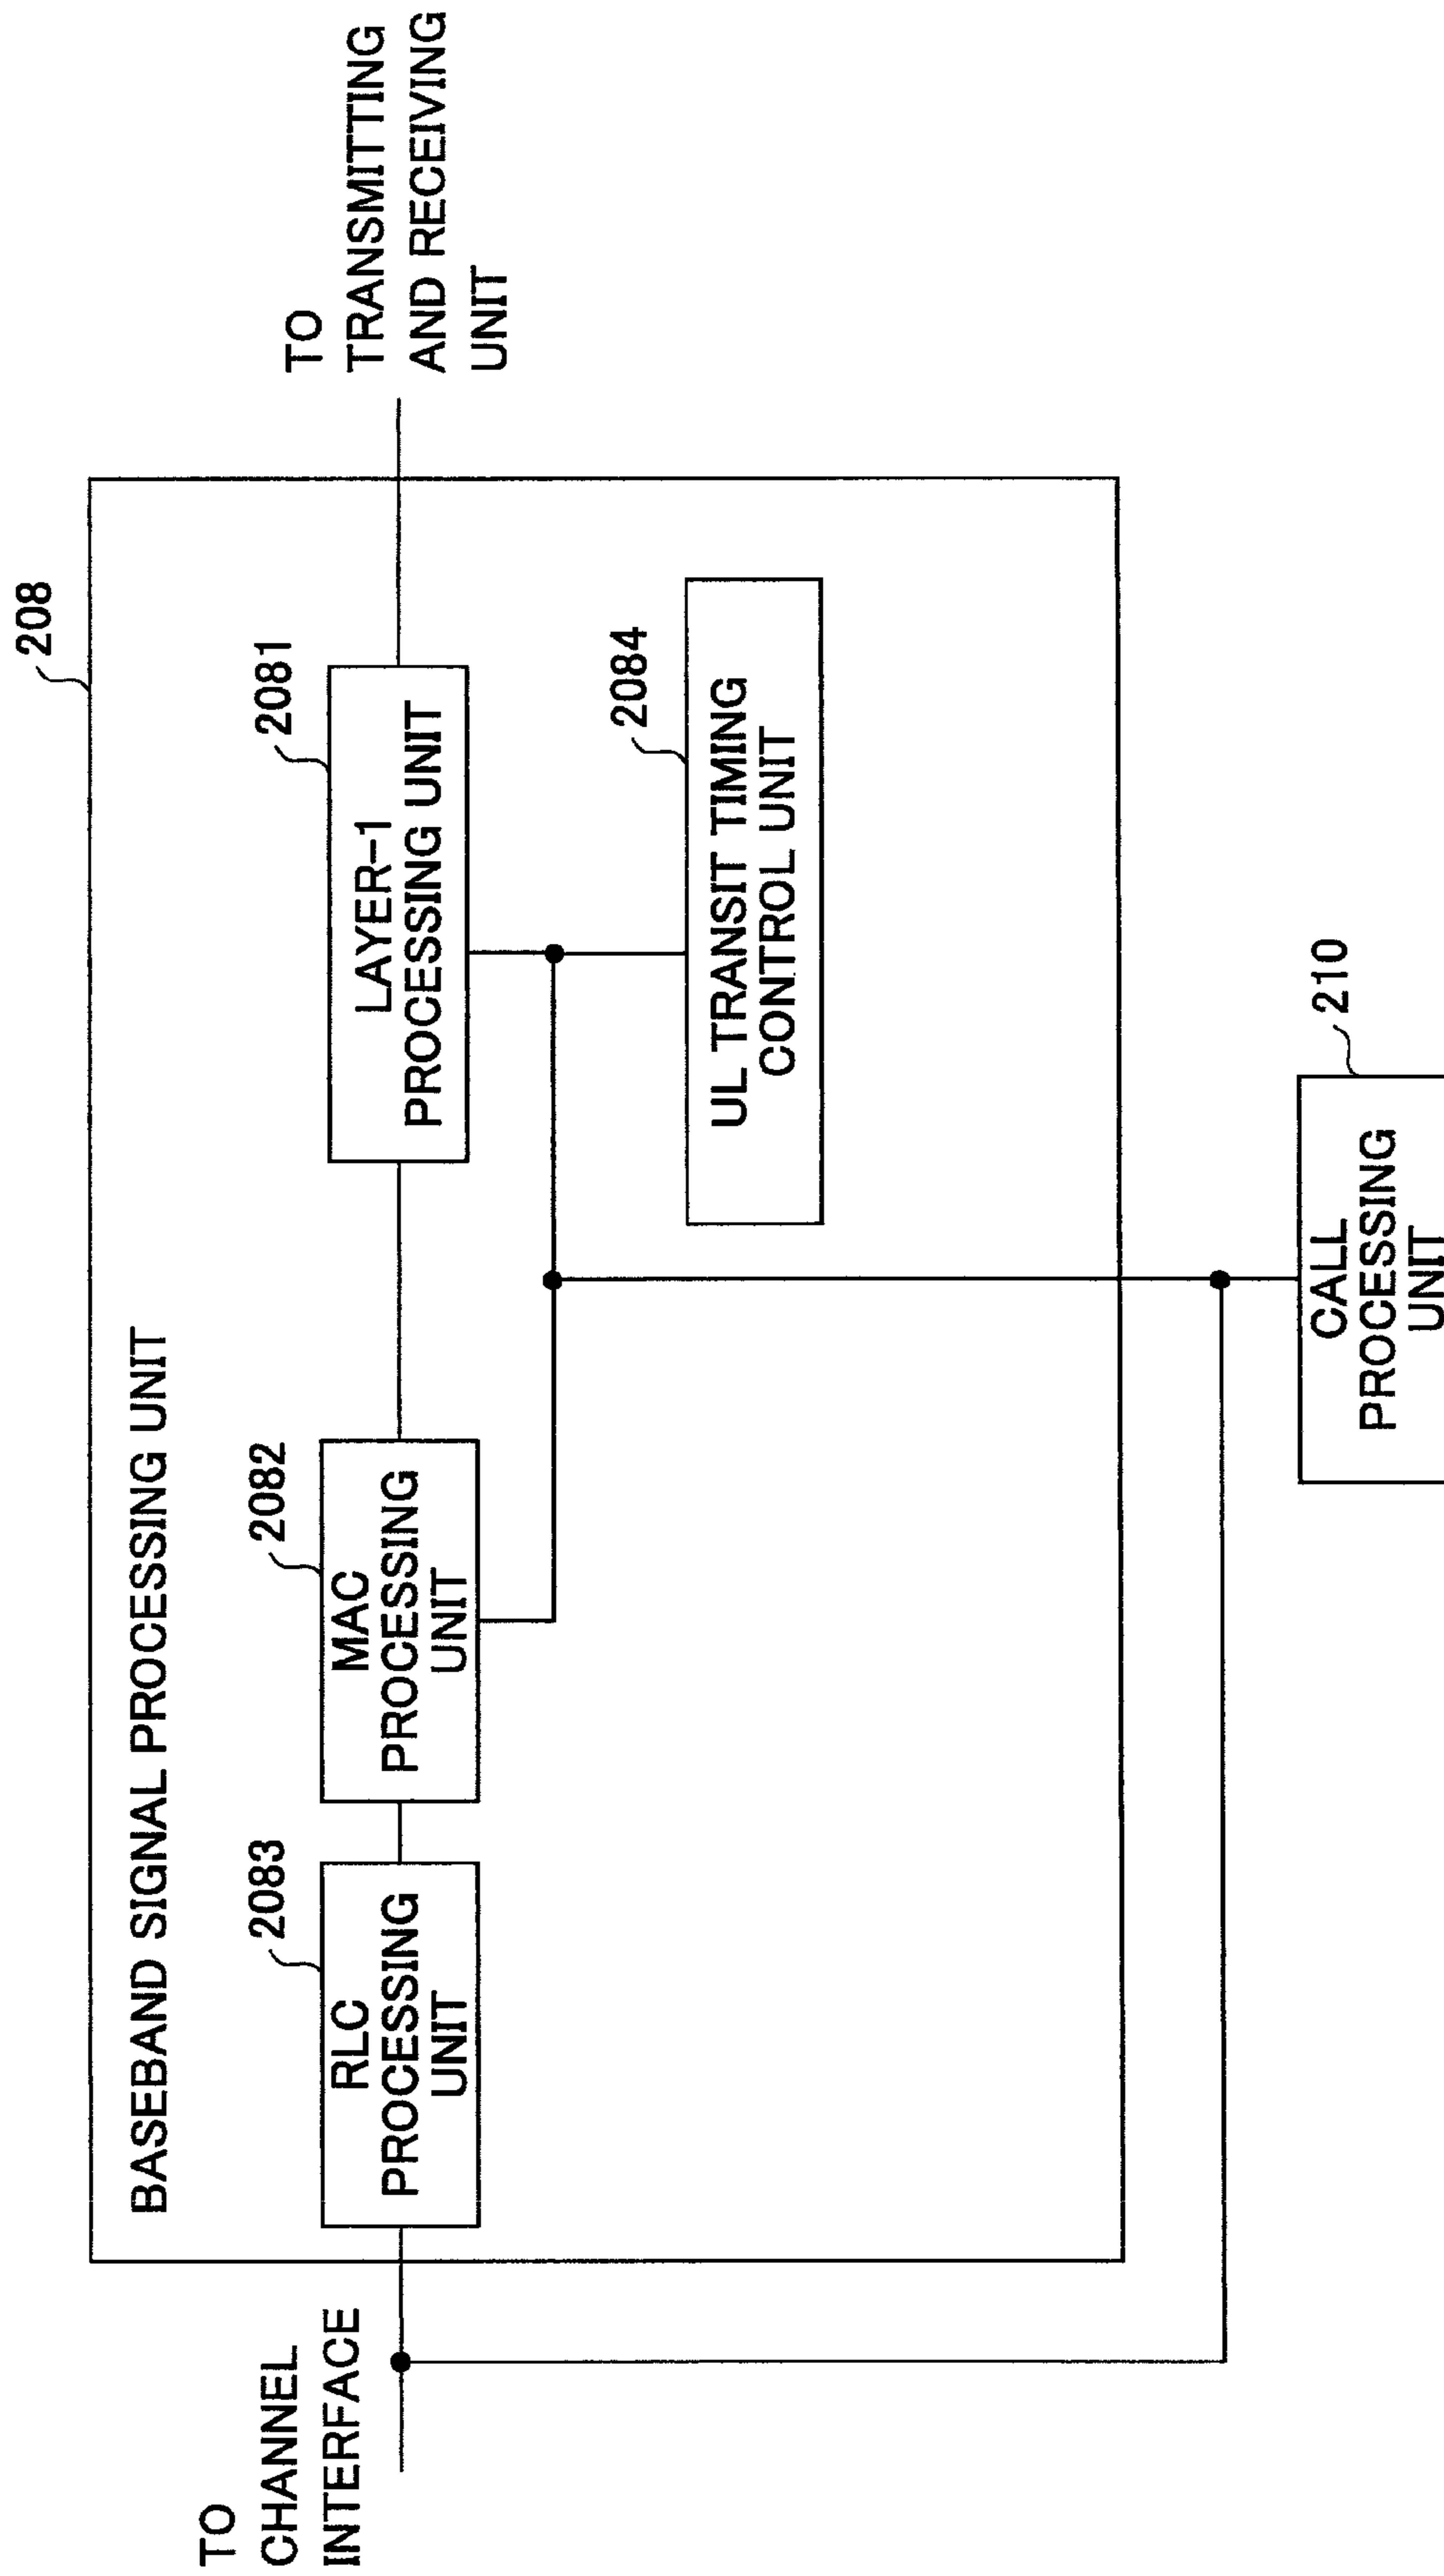 208
BASEBAND SIGNAL PROCESSING UNIT
TO
CHANNEL
INTERFACE
2083
RLC
PROCESSING
UNIT
2082
MAC
PROCESSING
UNIT
2081
LAYER-1
PROCESSING UNIT
TO
TRANSMITTING
AND RECEIVING
UNIT
2084
UL TRANSIT TIMING
CONTROL UNIT
210
CALL
PROCESSING
UNIT